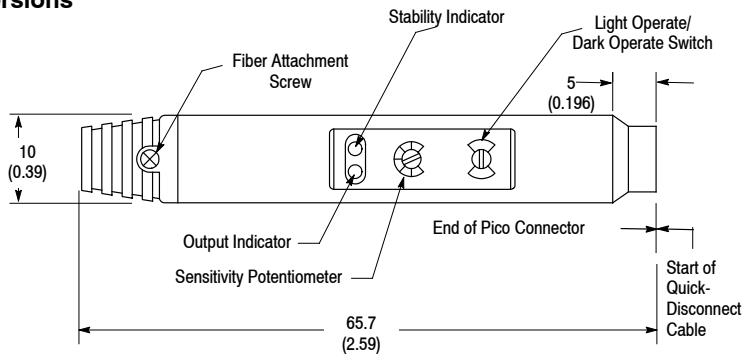 Stability Indicator
Light Operate/
Dark Operate Switch
Fiber Attachment
Screw
5
(0.196)
10
(0.39)
Output Indicator
End of Pico Connector
Sensitivity Potentiometer
Start of
Quick-
Disconnect
Cable
65.7
(2.59)